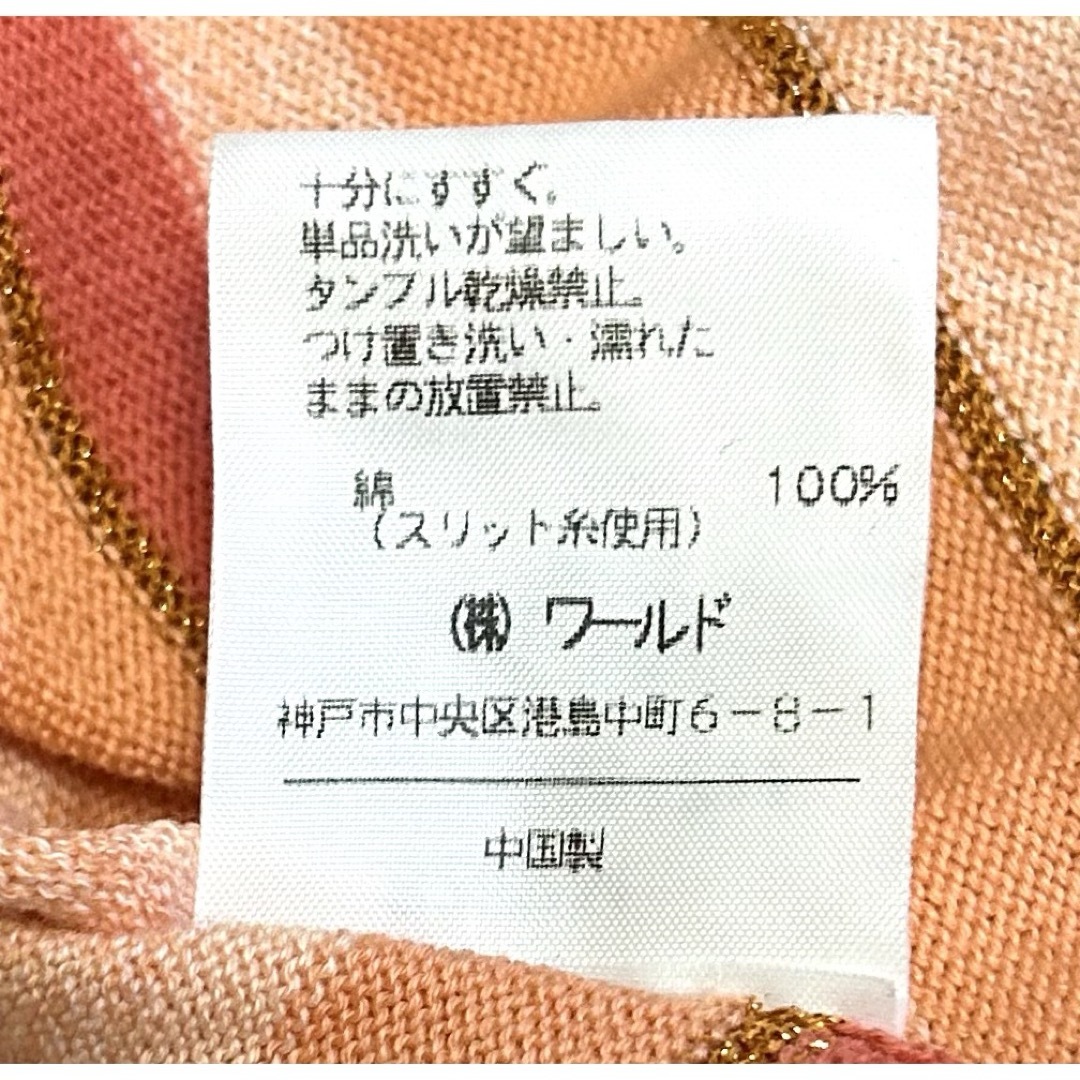 十分にすすぐ。
単品洗いが望ましい。
タンブル乾燥禁止。
つけ置き洗い・濡れた
ままの放置禁止。
綿 100%
(スリット糸使用)
(株) ワールド
神戸市中央区港島中町6-8-1
中国製